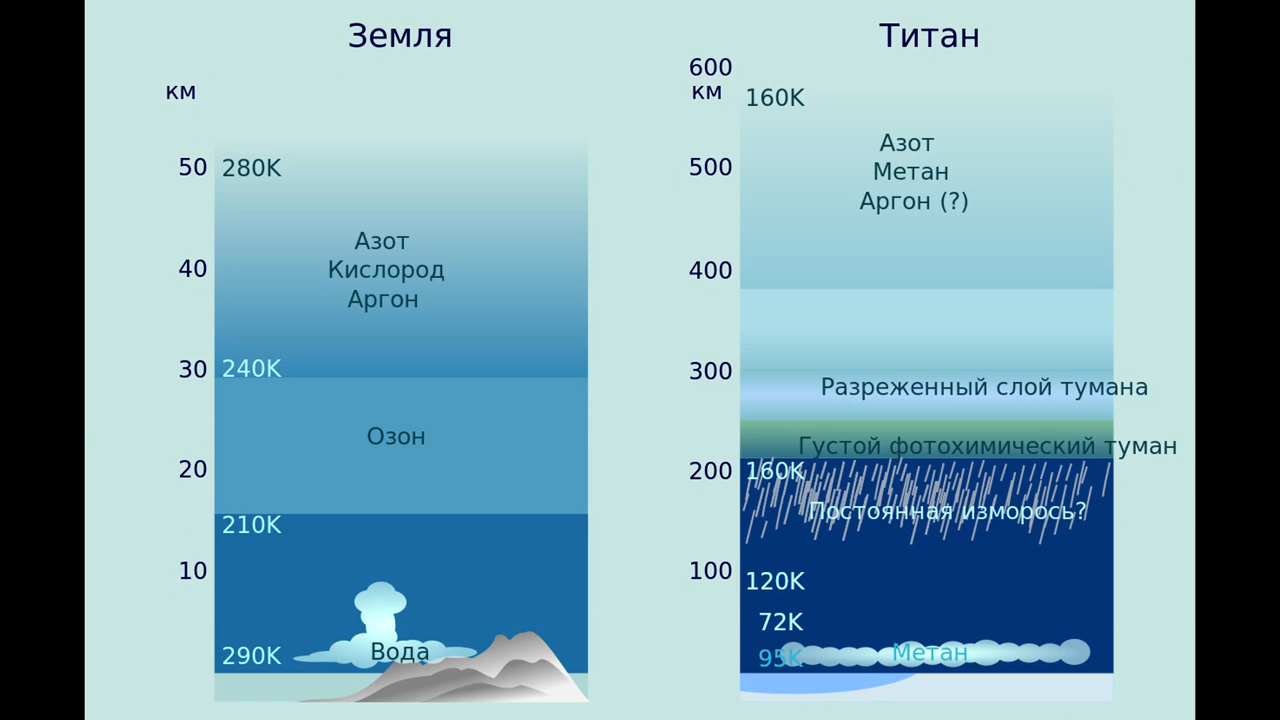 Земля
км
50
280K
Азот
Кислород
Аргон
40
30
240K
Озон
20
210K
10
290K
Вода
Титан
600
км
160K
Азот
Метан
Аргон (?)
500
400
300
Разреженный слой тумана
Густой фотохимический туман
200
160K
Постоянная изморось?
100
120K
72K
95K
Метан